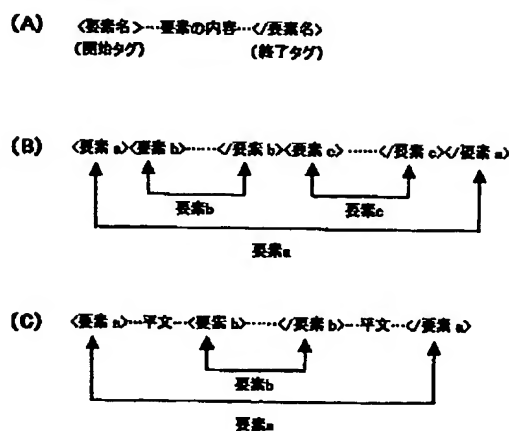 (A) <要素名>…要素の内容…</要素名>
(開始タグ) (終了タグ)
(B) <要素 a><要素 b>……</要素 b><要素 c>……</要素 c></要素 a>
要素b 要素c
要素a
(C) <要素 a>…平文…<要素 b>……</要素 b>…平文…</要素 a>
要素b
要素a